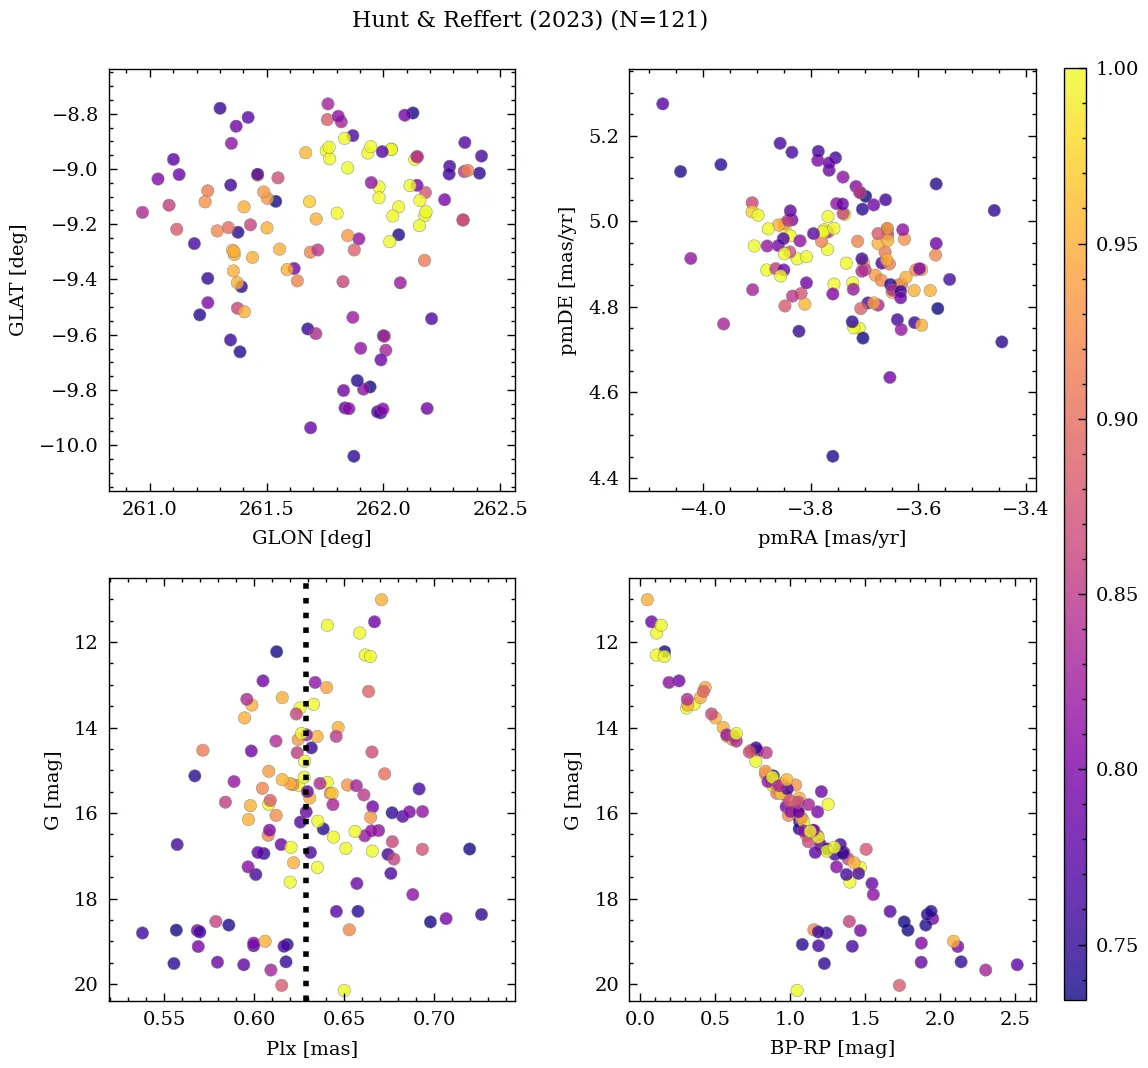 Hunt & Reffert (2023) (N=121)
−8.8
−9.0
−9.2
−9.4
−9.6
−9.8
−10.0
GLAT [deg]
261.0 261.5 262.0 262.5
GLON [deg]
5.2
5.0
4.8
4.6
4.4
pmDE [mas/yr]
−4.0 −3.8 −3.6 −3.4
pmRA [mas/yr]
12
14
16
18
20
G [mag]
0.55 0.60 0.65 0.70
Plx [mas]
12
14
16
18
20
G [mag]
0.0 0.5 1.0 1.5 2.0 2.5
BP-RP [mag]
1.00
0.95
0.90
0.85
0.80
0.75